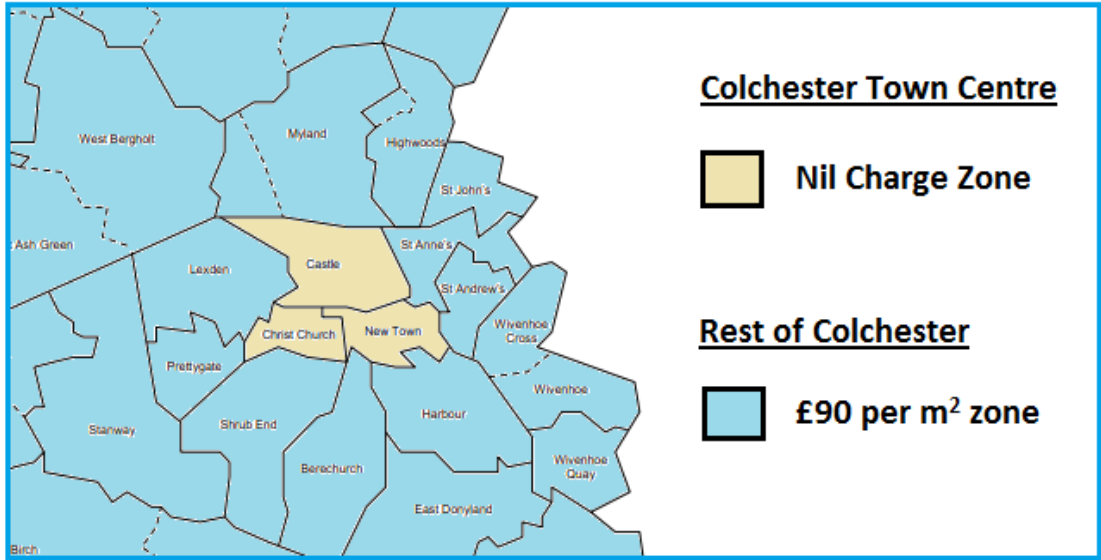 West Bergholt
Myland
Highwoods
St John's
Ash Green
Lexden
Castle
St Anne's
St Andrew's
Christ Church
New Town
Wivenhoe
Cross
Prettygate
Wivenhoe
Stanway
Shrub End
Harbour
Berechurch
Wivenhoe
Quay
East Donyland
Birch
Colchester Town Centre
Nil Charge Zone
Rest of Colchester
£90 per m² zone